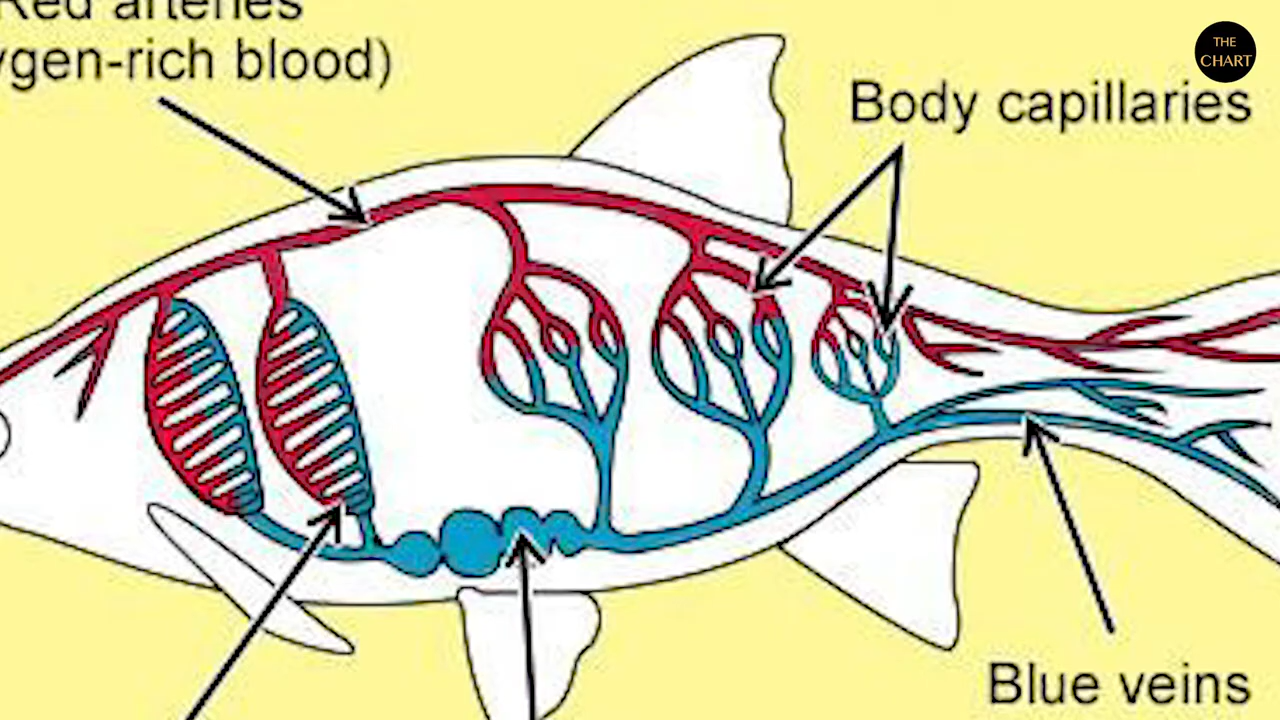 Red arteries
ygen-rich blood)
THE
CHART
Body capillaries
Blue veins